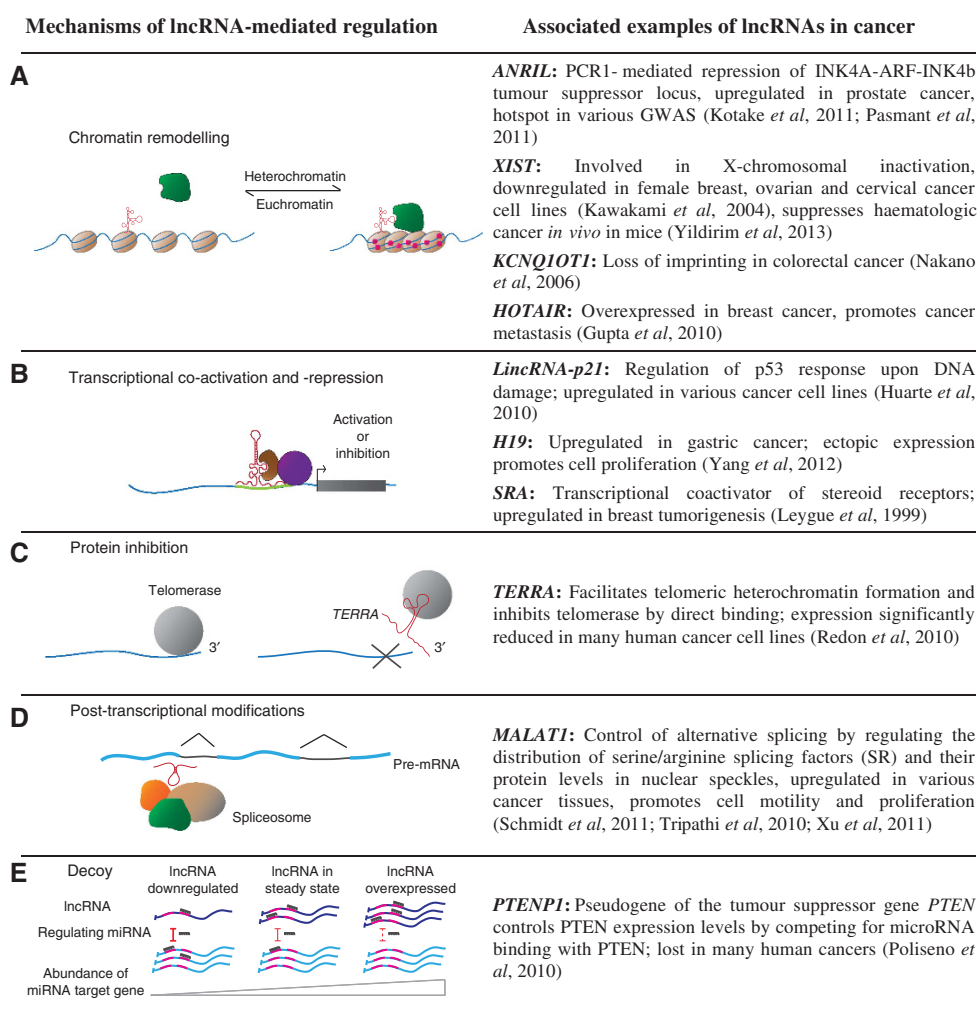 Mechanisms of lncRNA-mediated regulation
Associated examples of lncRNAs in cancer
A
Chromatin remodelling
Heterochromatin
Euchromatin
ANRIL: PCR1- mediated repression of INK4A-ARF-INK4b
tumour suppressor locus, upregulated in prostate cancer,
hotspot in various GWAS (Kotake et al, 2011; Pasmant et al,
2011)
XIST: Involved in X-chromosomal inactivation,
downregulated in female breast, ovarian and cervical cancer
cell lines (Kawakami et al, 2004), suppresses haematologic
cancer in vivo in mice (Yildirim et al, 2013)
KCNQ1OT1: Loss of imprinting in colorectal cancer (Nakano
et al, 2006)
HOTAIR: Overexpressed in breast cancer, promotes cancer
metastasis (Gupta et al, 2010)
B
Transcriptional co-activation and -repression
Activation
or
inhibition
LincRNA-p21: Regulation of p53 response upon DNA
damage; upregulated in various cancer cell lines (Huarte et al,
2010)
H19: Upregulated in gastric cancer; ectopic expression
promotes cell proliferation (Yang et al, 2012)
SRA: Transcriptional coactivator of stereoid receptors;
upregulated in breast tumorigenesis (Leygue et al, 1999)
C
Protein inhibition
Telomerase
3′
TERRA
3′
TERRA: Facilitates telomeric heterochromatin formation and
inhibits telomerase by direct binding; expression significantly
reduced in many human cancer cell lines (Redon et al, 2010)
D
Post-transcriptional modifications
Pre-mRNA
Spliceosome
MALAT1: Control of alternative splicing by regulating the
distribution of serine/arginine splicing factors (SR) and their
protein levels in nuclear speckles, upregulated in various
cancer tissues, promotes cell motility and proliferation
(Schmidt et al, 2011; Tripathi et al, 2010; Xu et al, 2011)
E
Decoy
lncRNA
downregulated
lncRNA in
steady state
lncRNA
overexpressed
lncRNA
Regulating miRNA
Abundance of
miRNA target gene
PTENP1: Pseudogene of the tumour suppressor gene PTEN
controls PTEN expression levels by competing for microRNA
binding with PTEN; lost in many human cancers (Poliseno et
al, 2010)